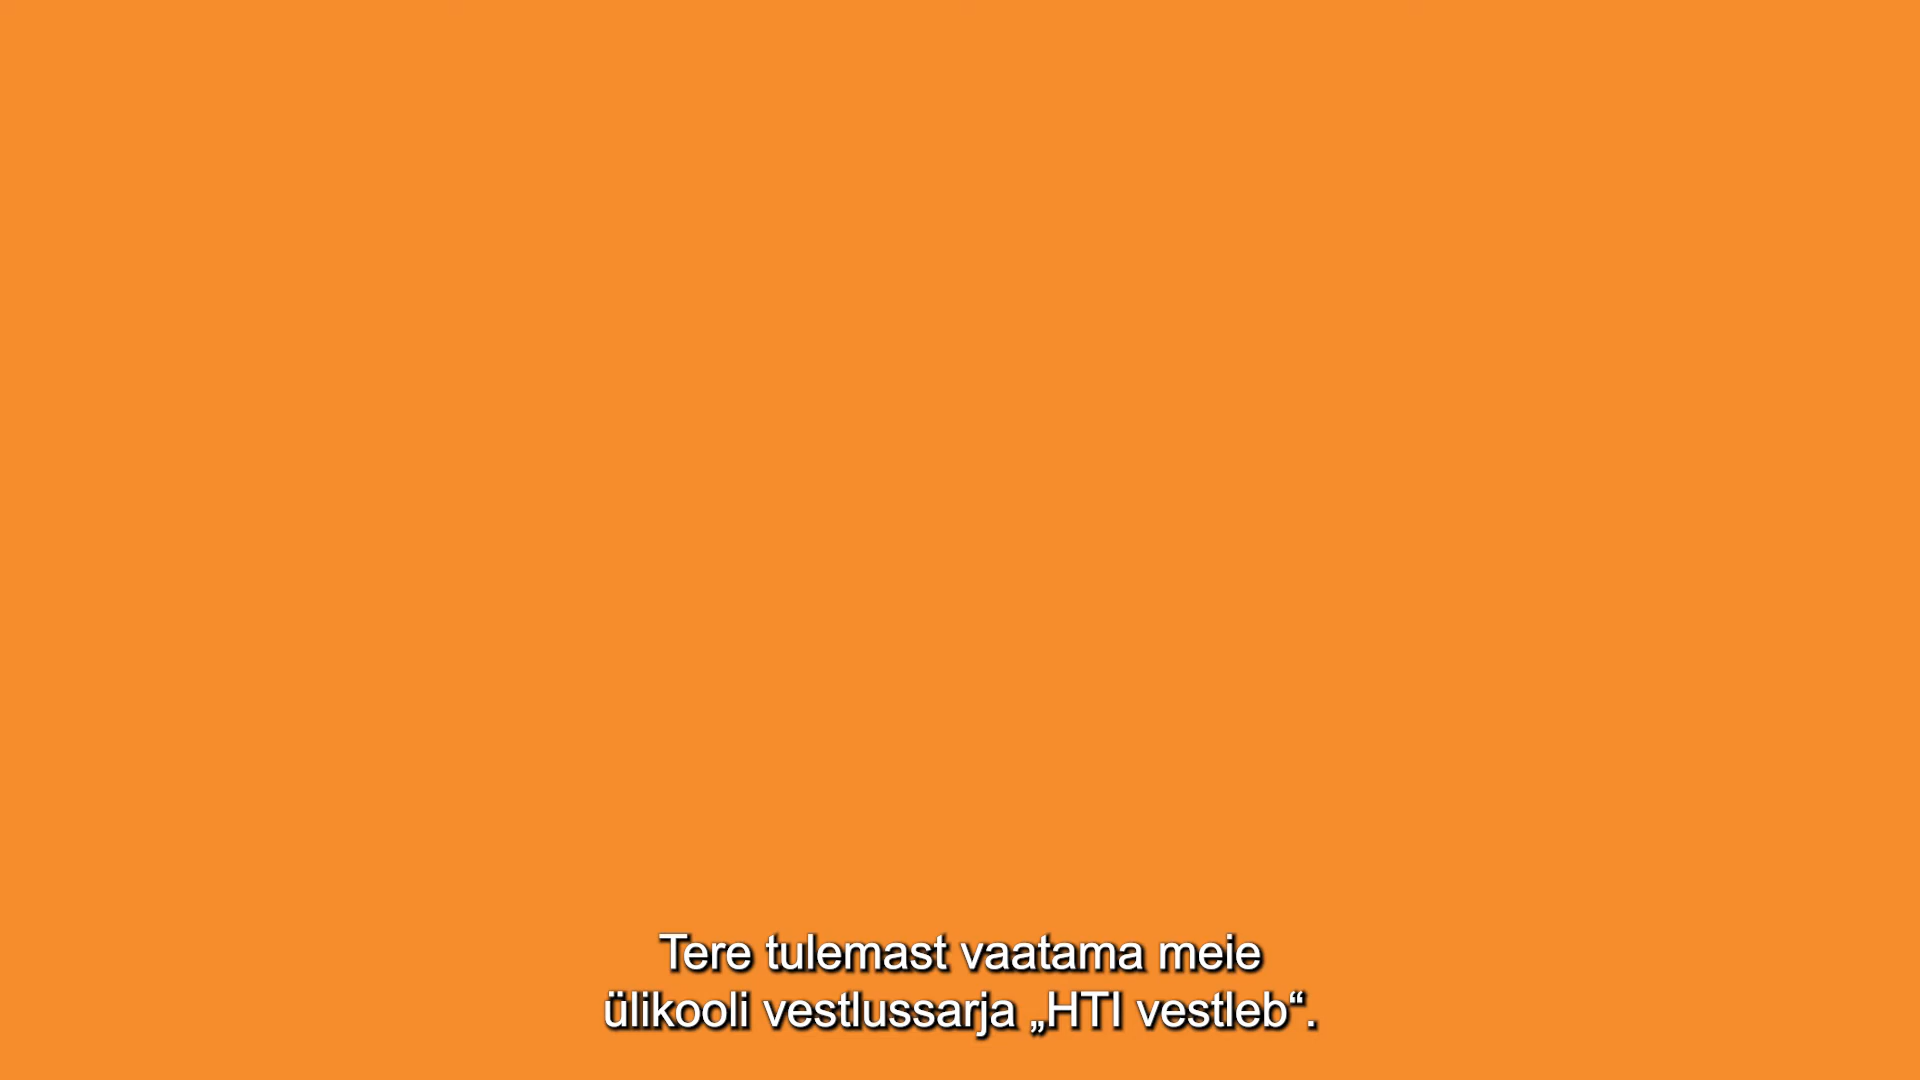 Tere tulemast vaatama meie
ülikooli vestlussarja „HTI vestleb“.